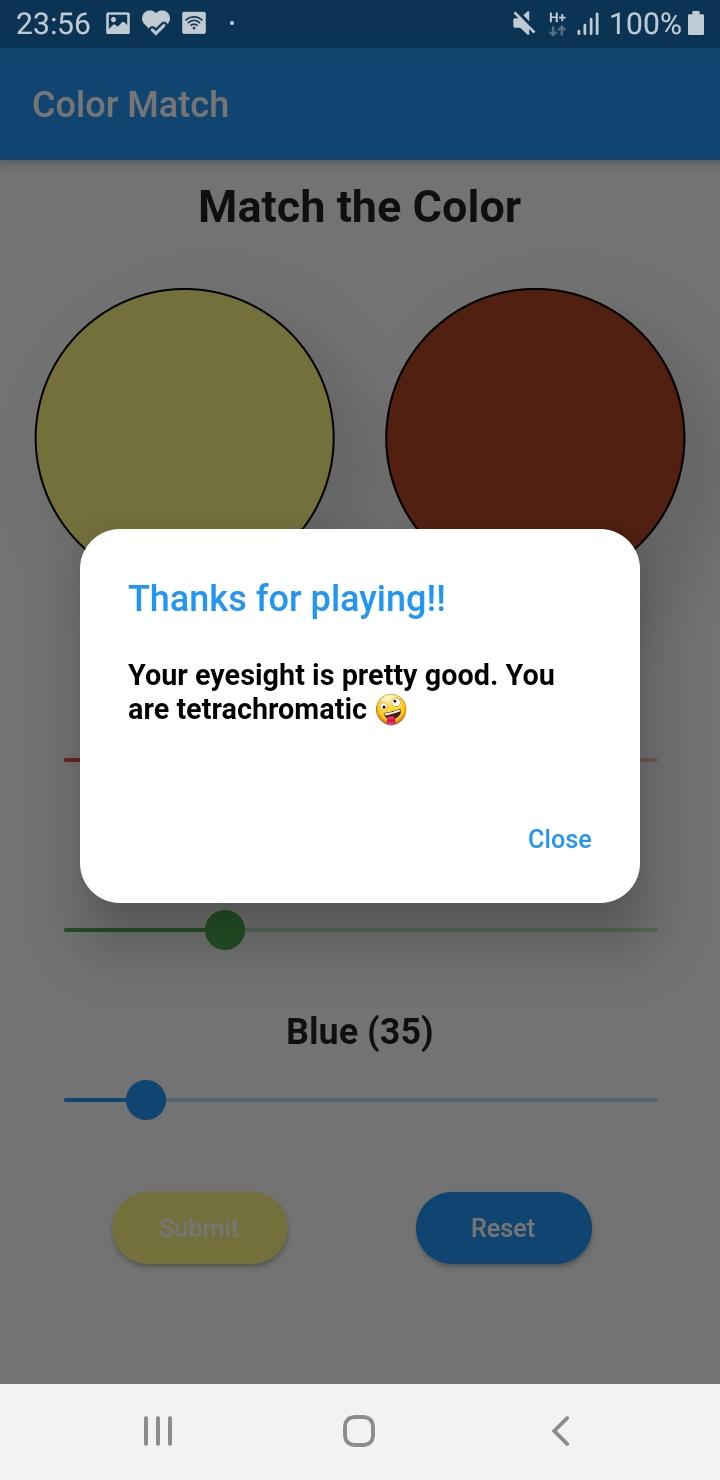 23:56 H+ 100%
Color Match
Match the Color
Thanks for playing!!
Your eyesight is pretty good. You
are tetrachromatic 🤪
Close
Blue (35)
Submit Reset